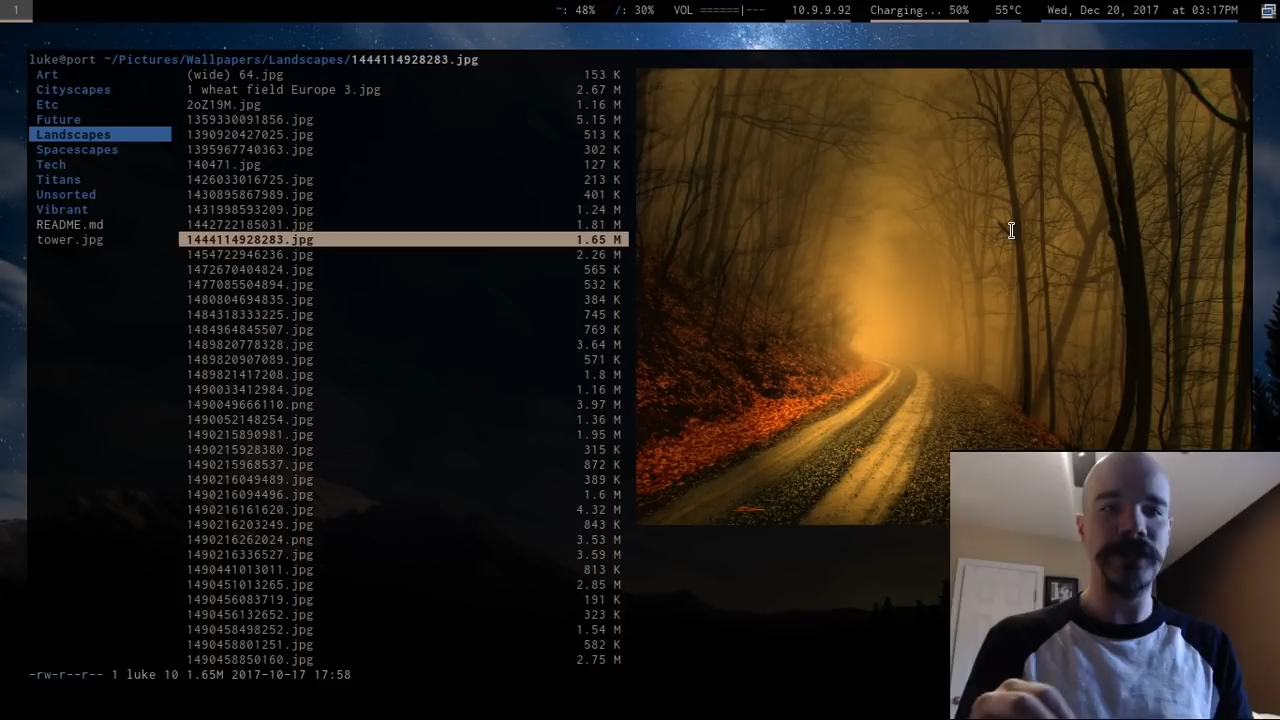 1 ~: 48% /: 30% VOL ======|--- 10.9.9.92 Charging... 50% 55°C Wed, Dec 20, 2017 at 03:17PM
luke@port ~/Pictures/Wallpapers/Landscapes/1444114928283.jpg
Art (wide) 64.jpg 153 K
Cityscapes 1 wheat field Europe 3.jpg 2.67 M
Etc 2oZ19M.jpg 1.16 M
Future 1359330091856.jpg 5.15 M
Landscapes 1390920427025.jpg 513 K
Spacescapes 1395967740363.jpg 302 K
Tech 140471.jpg 127 K
Titans 1426033016725.jpg 213 K
Unsorted 1430895867989.jpg 401 K
Vibrant 1431998593209.jpg 1.24 M
README.md 1442722185031.jpg 1.81 M
tower.jpg 1444114928283.jpg 1.65 M
1454722946236.jpg 2.26 M
1472670404824.jpg 565 K
1477085504894.jpg 532 K
1480804694835.jpg 384 K
1484318333225.jpg 745 K
1484964845507.jpg 769 K
1489820778328.jpg 3.64 M
1489820907089.jpg 571 K
1489821417208.jpg 1.8 M
1490033412984.jpg 1.16 M
1490049666110.png 3.97 M
1490052148254.jpg 1.36 M
1490215890981.jpg 1.95 M
1490215928380.jpg 315 K
1490215968537.jpg 872 K
1490216049489.jpg 389 K
1490216094496.jpg 1.6 M
1490216161620.jpg 4.32 M
1490216203249.jpg 843 K
1490216262024.png 3.53 M
1490216336527.jpg 3.59 M
1490441013011.jpg 813 K
1490451013265.jpg 2.85 M
1490456083719.jpg 191 K
1490456132652.jpg 323 K
1490458498252.jpg 1.54 M
1490458801251.jpg 582 K
1490458850160.jpg 2.75 M
-rw-r--r-- 1 luke 10 1.65M 2017-10-17 17:58